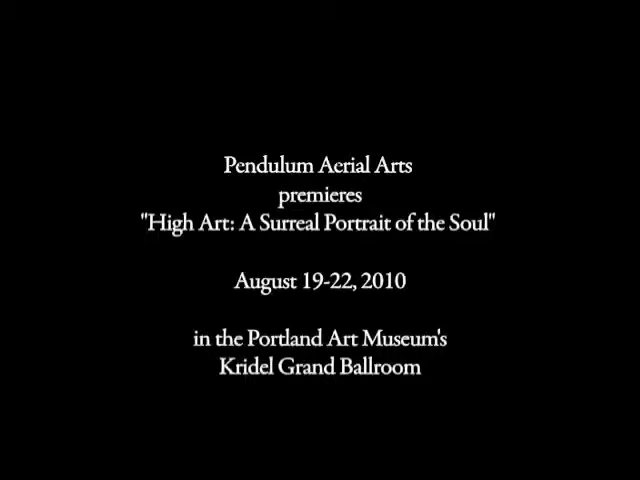 Pendulum Aerial Arts
premieres
"High Art: A Surreal Portrait of the Soul"
August 19-22, 2010
in the Portland Art Museum's
Kridel Grand Ballroom